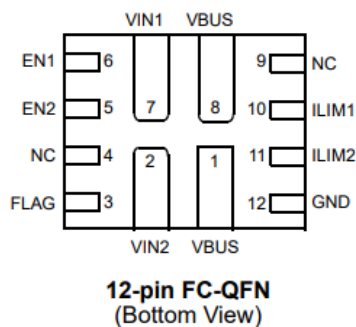 VIN1 VBUS
EN1 6 9 NC
EN2 5 7 8 10 ILIM1
NC 4 2 1 11 ILIM2
FLAG 3 12 GND
VIN2 VBUS
12-pin FC-QFN
(Bottom View)